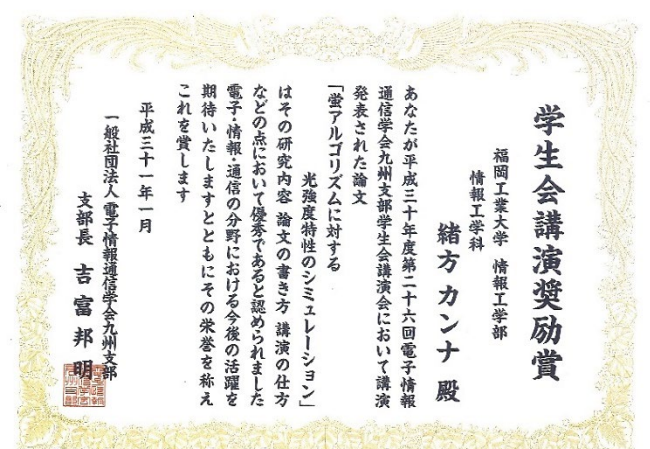 学生会講演奨励賞
福岡工業大学 情報工学部
情報工学科
緒方 カンナ 殿
あなたが平成三十年度第二十六回電子情報
通信学会九州支部学生会講演会において講演
発表された論文
「蛍アルゴリズムに対する
光強度特性のシミュレーション」
はその研究内容 論文の書き方 講演の仕方
などの点において優秀であると認められました
電子・情報・通信の分野における今後の活躍を
期待いたしますとともにその栄誉を称え
これを賞します
平成三十一年一月
一般社団法人 電子情報通信学会九州支部
支部長 吉富邦明